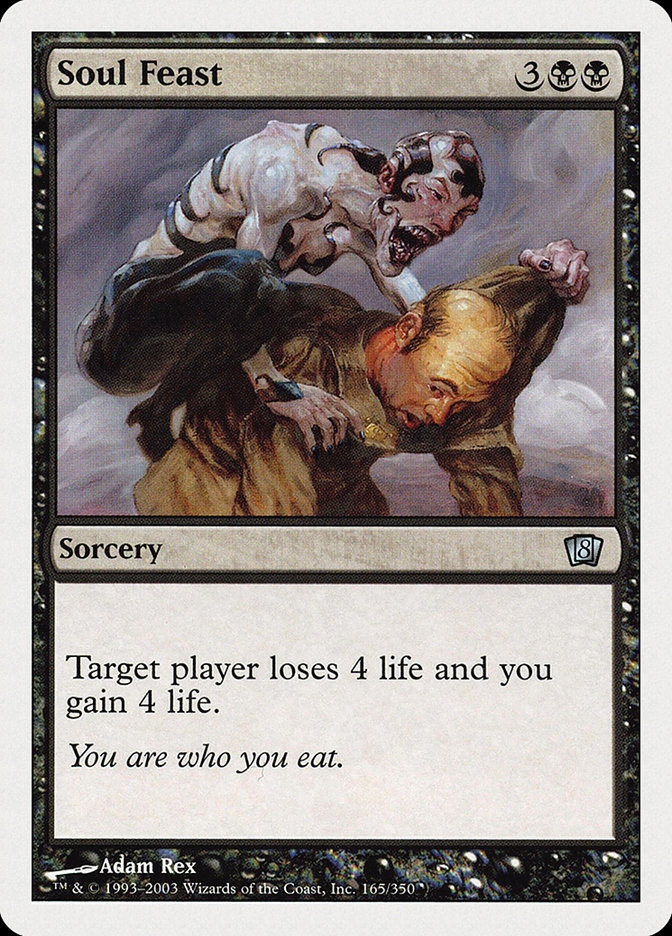 Soul Feast 3
Sorcery 8
Target player loses 4 life and you
gain 4 life.
You are who you eat.
Adam Rex
™ & © 1993–2003 Wizards of the Coast, Inc. 165/350